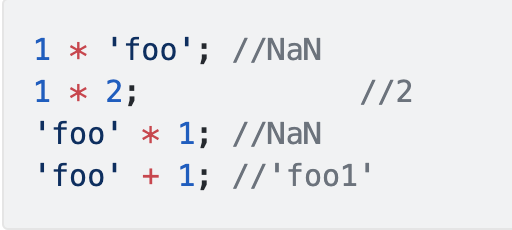 1 * 'foo'; //NaN
1 * 2;           //2
'foo' * 1; //NaN
'foo' + 1; //'foo1'